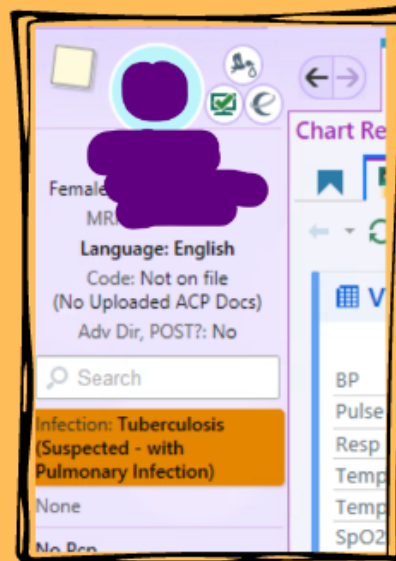 Chart Re
Female
MR
Language: English
Code: Not on file
(No Uploaded ACP Docs)
Adv Dir, POST?: No
Search
Infection: Tuberculosis
(Suspected - with
Pulmonary Infection)
None
No Pcp
V
BP
Pulse
Resp
Temp
Temp
SpO2